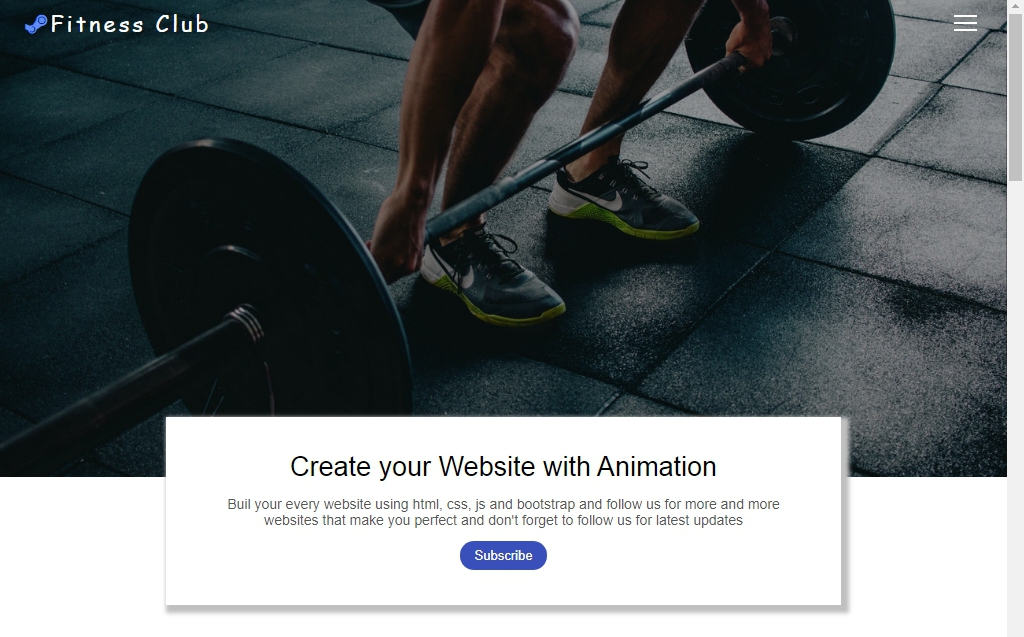 Fitness Club
Create your Website with Animation
Buil your every website using html, css, js and bootstrap and follow us for more and more
websites that make you perfect and don't forget to follow us for latest updates
Subscribe